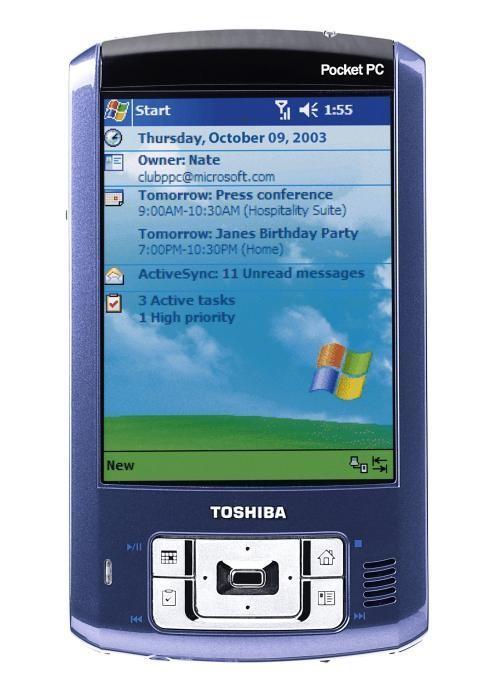 Pocket PC
Start 1:55
Thursday, October 09, 2003
Owner: Nate
clubppc@microsoft.com
Tomorrow: Press conference
9:00AM-10:30AM (Hospitality Suite)
Tomorrow: Janes Birthday Party
7:00PM-10:30PM (Home)
ActiveSync: 11 Unread messages
3 Active tasks
1 High priority
New
TOSHIBA